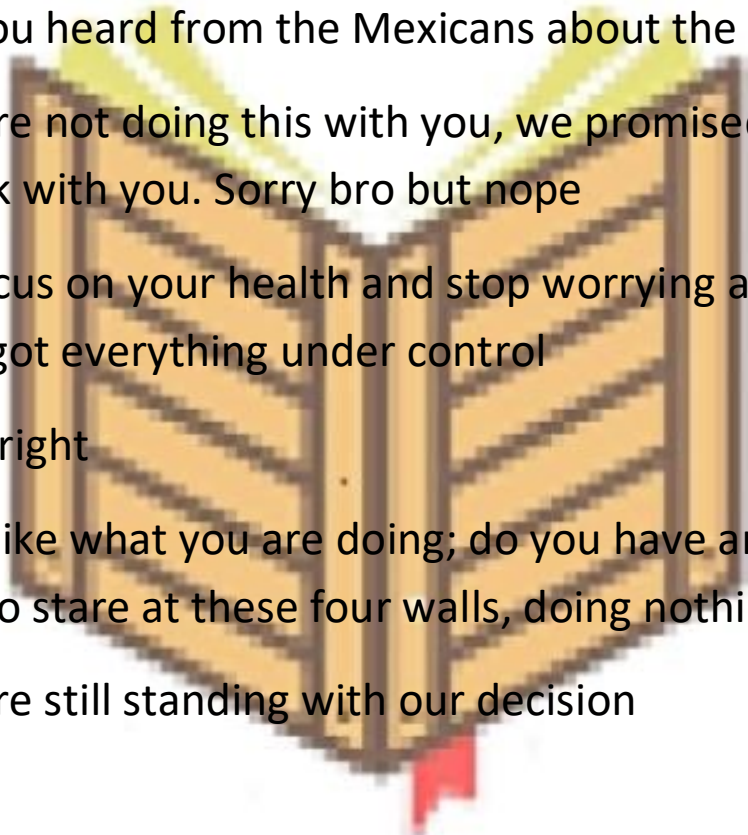 ou heard from the Mexicans about the
re not doing this with you, we promised
k with you. Sorry bro but nope
cus on your health and stop worrying a
got everything under control
right
ike what you are doing; do you have an
o stare at these four walls, doing nothi
re still standing with our decision